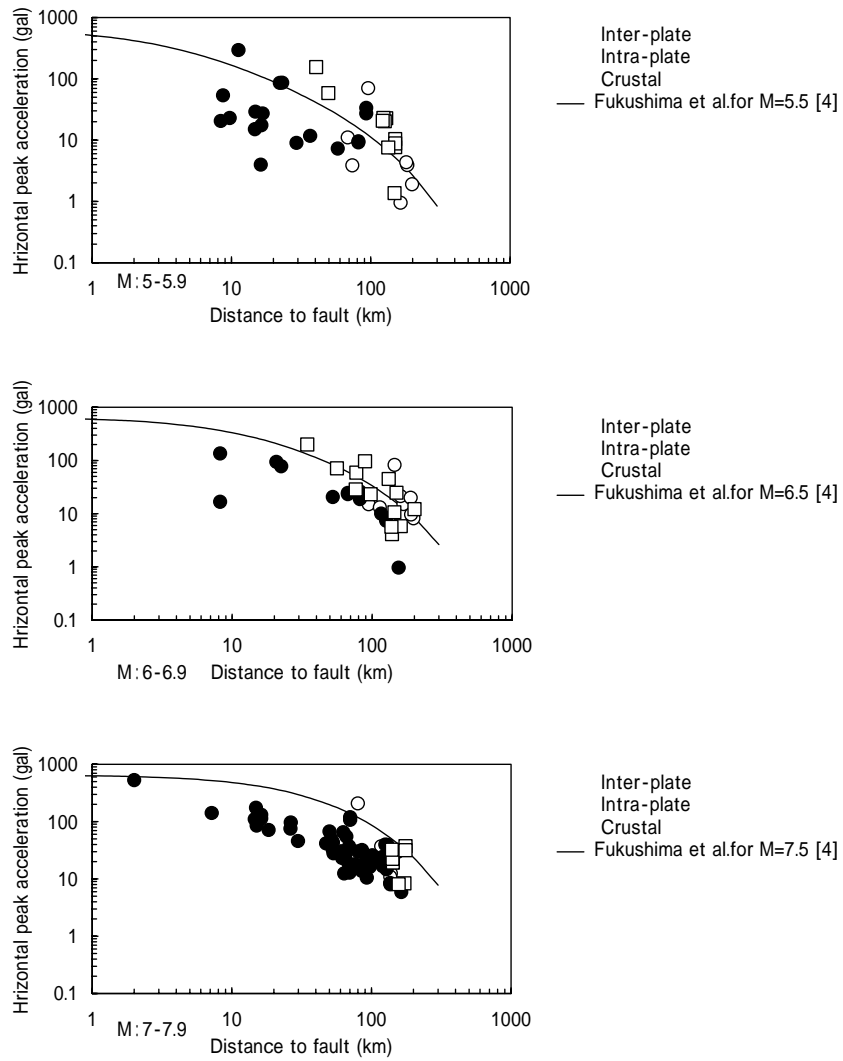 Hrizontal peak acceleration (gal)
1000
100
10
1
0.1
1
10
100
1000
M:5-5.9
Distance to fault (km)
Inter-plate
Intra-plate
Crustal
Fukushima et al.for M=5.5 [4]
Hrizontal peak acceleration (gal)
1000
100
10
1
0.1
1
10
100
1000
M:6-6.9
Distance to fault (km)
Inter-plate
Intra-plate
Crustal
Fukushima et al.for M=6.5 [4]
Hrizontal peak acceleration (gal)
1000
100
10
1
0.1
1
10
100
1000
M:7-7.9
Distance to fault (km)
Inter-plate
Intra-plate
Crustal
Fukushima et al.for M=7.5 [4]